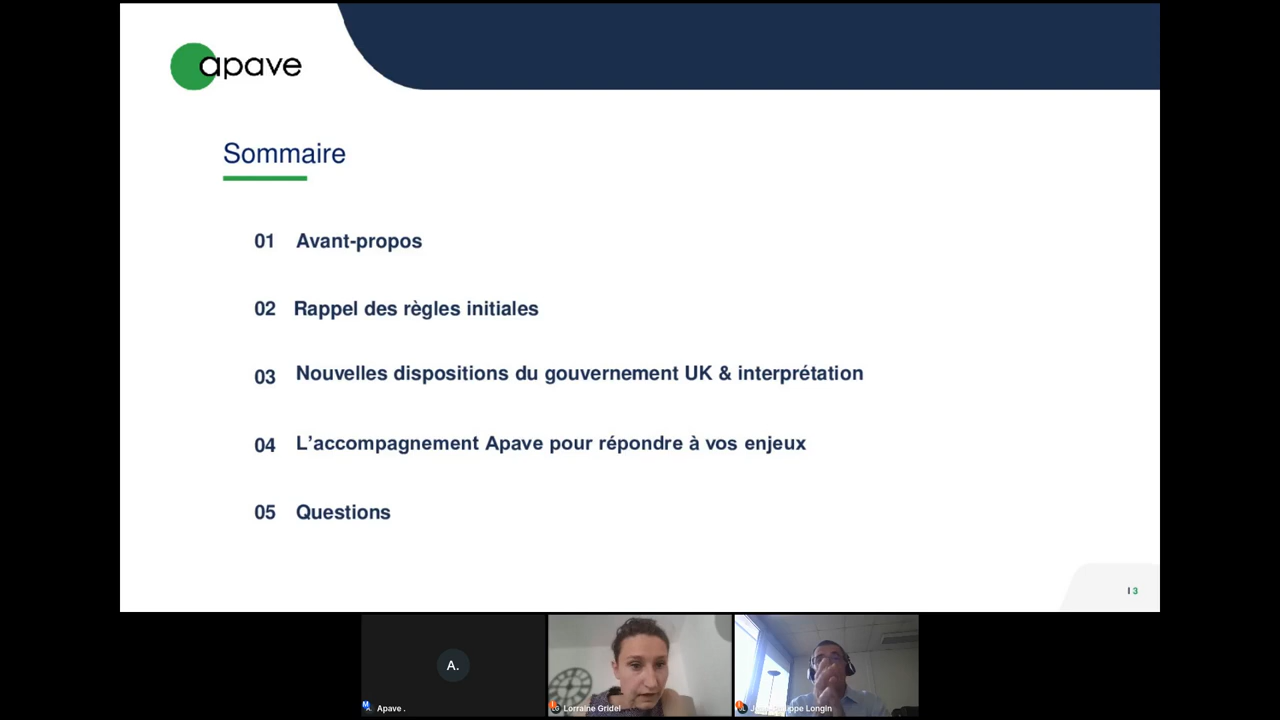 apave
Sommaire
01 Avant-propos
02 Rappel des règles initiales
03 Nouvelles dispositions du gouvernement UK & interprétation
04 L’accompagnement Apave pour répondre à vos enjeux
05 Questions
I 3
A.
Apave .
Lorraine Gridel
Longin